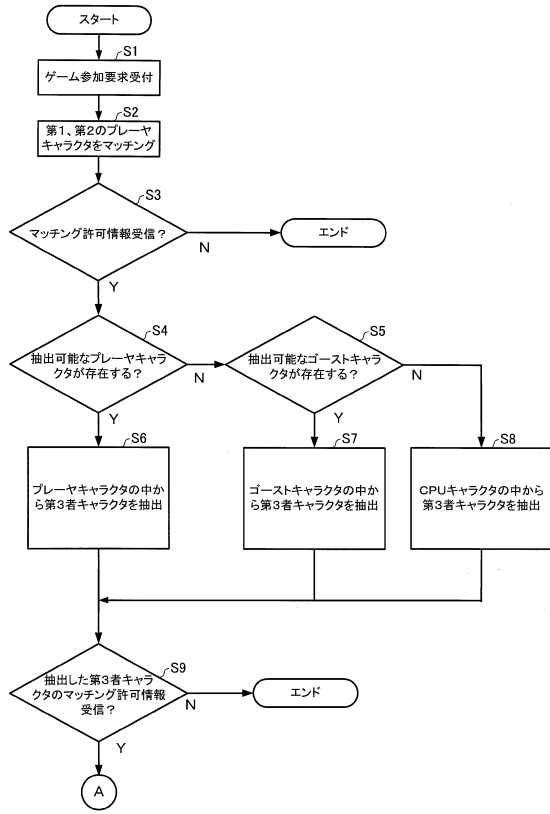 スタート
S1
ゲーム参加要求受付
S2
第1、第2のプレーヤ
キャラクタをマッチング
S3
マッチング許可情報受信？
N
エンド
Y
S4
抽出可能なプレーヤキャラ
クタが存在する？
N
Y
S5
抽出可能なゴーストキャラ
クタが存在する？
N
Y
S6
プレーヤキャラクタの中か
ら第3者キャラクタを抽出
S7
ゴーストキャラクタの中か
ら第3者キャラクタを抽出
S8
CPUキャラクタの中から
第3者キャラクタを抽出
S9
抽出した第3者キャラ
クタのマッチング許可情報
受信？
N
エンド
Y
A